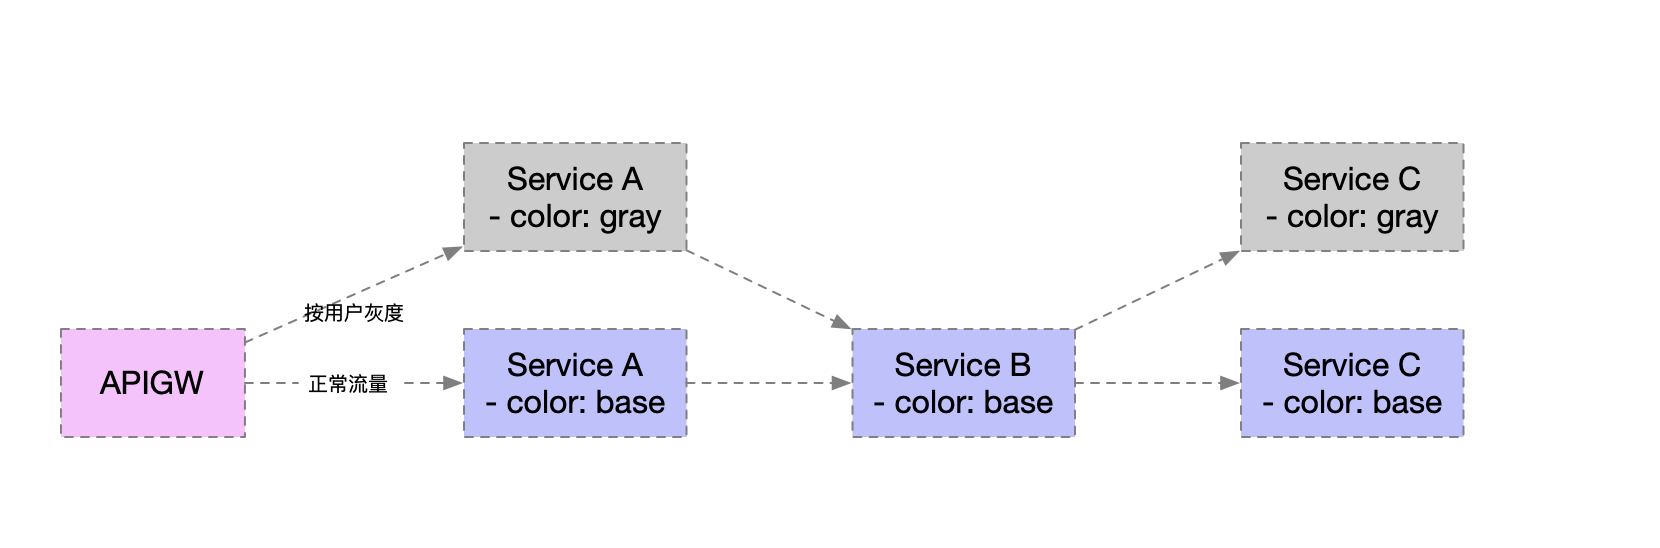 Service A
- color: gray
Service C
- color: gray
按用户灰度
APIGW
正常流量
Service A
- color: base
Service B
- color: base
Service C
- color: base